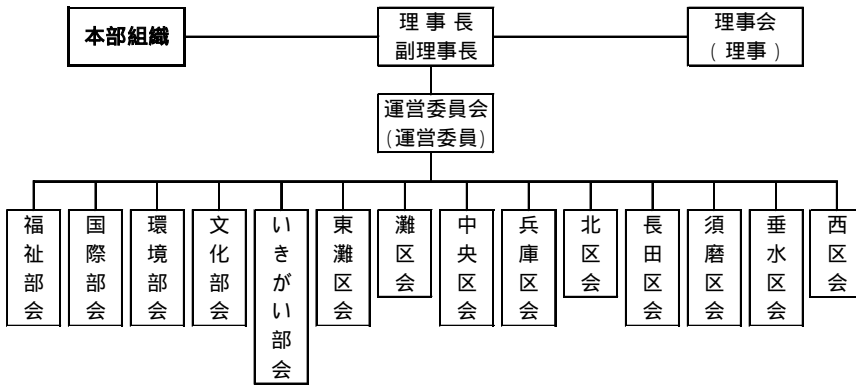 本部組織
理事長
副理事長
理事会
(理事)
運営委員会
(運営委員)
福祉部会
国際部会
環境部会
文化部会
いきがい部会
東灘区会
灘区会
中央区会
兵庫区会
北区会
長田区会
須磨区会
垂水区会
西区会